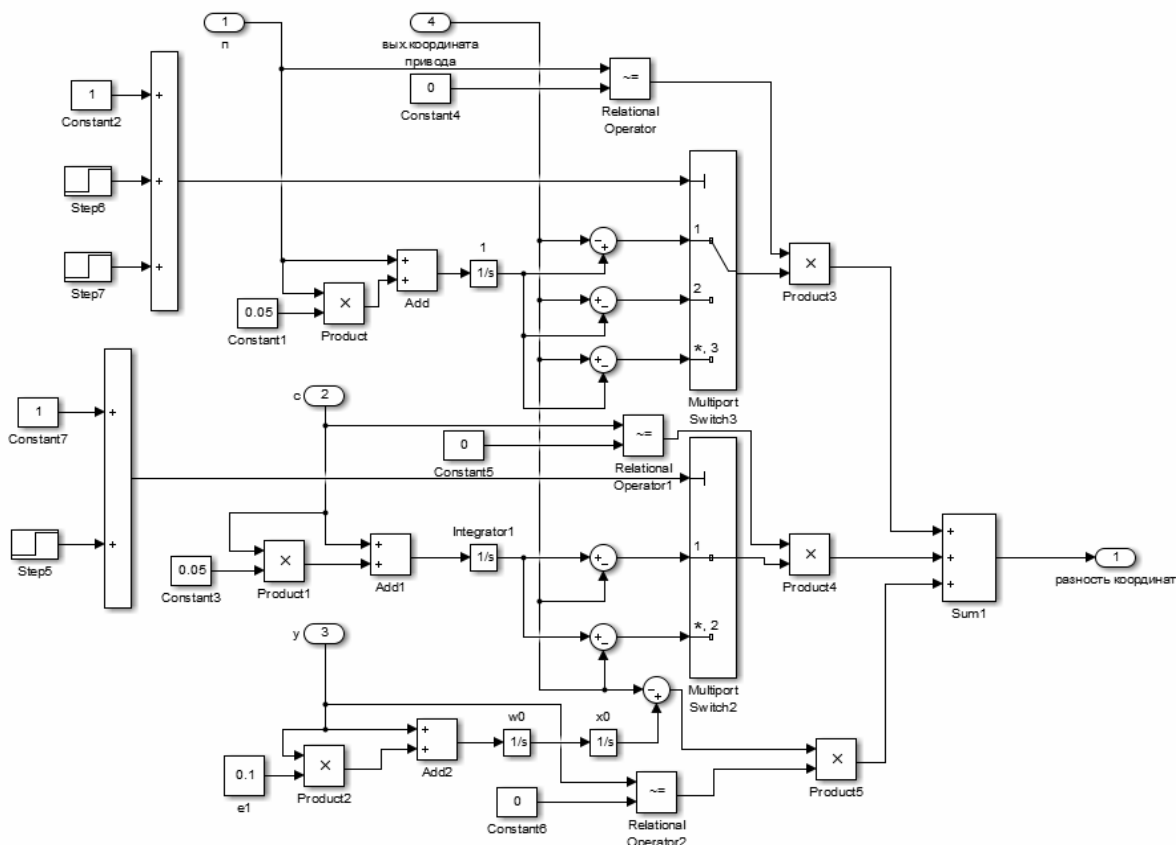 1
п
4
вых.координата
привода
1
Constant2
0
Constant4
~=
Relational
Operator
+
+
+
Step6
Step7
1
1/s
+
+
Add
0.05
Constant1
×
Product
−
+
+
−
+
−
1
2
*, 3
Multiport
Switch3
×
Product3
1
Constant7
+
+
Step5
с
2
0
Constant5
~=
Relational
Operator1
0.05
Constant3
×
Product1
+
+
Add1
Integrator1
1/s
+
−
+
−
1
*, 2
Multiport
Switch2
×
Product4
+
+
+
Sum1
1
разность координат
у
3
0.1
e1
×
Product2
+
+
Add2
w0
1/s
x0
1/s
−
+
0
Constant6
~=
Relational
Operator2
×
Product5